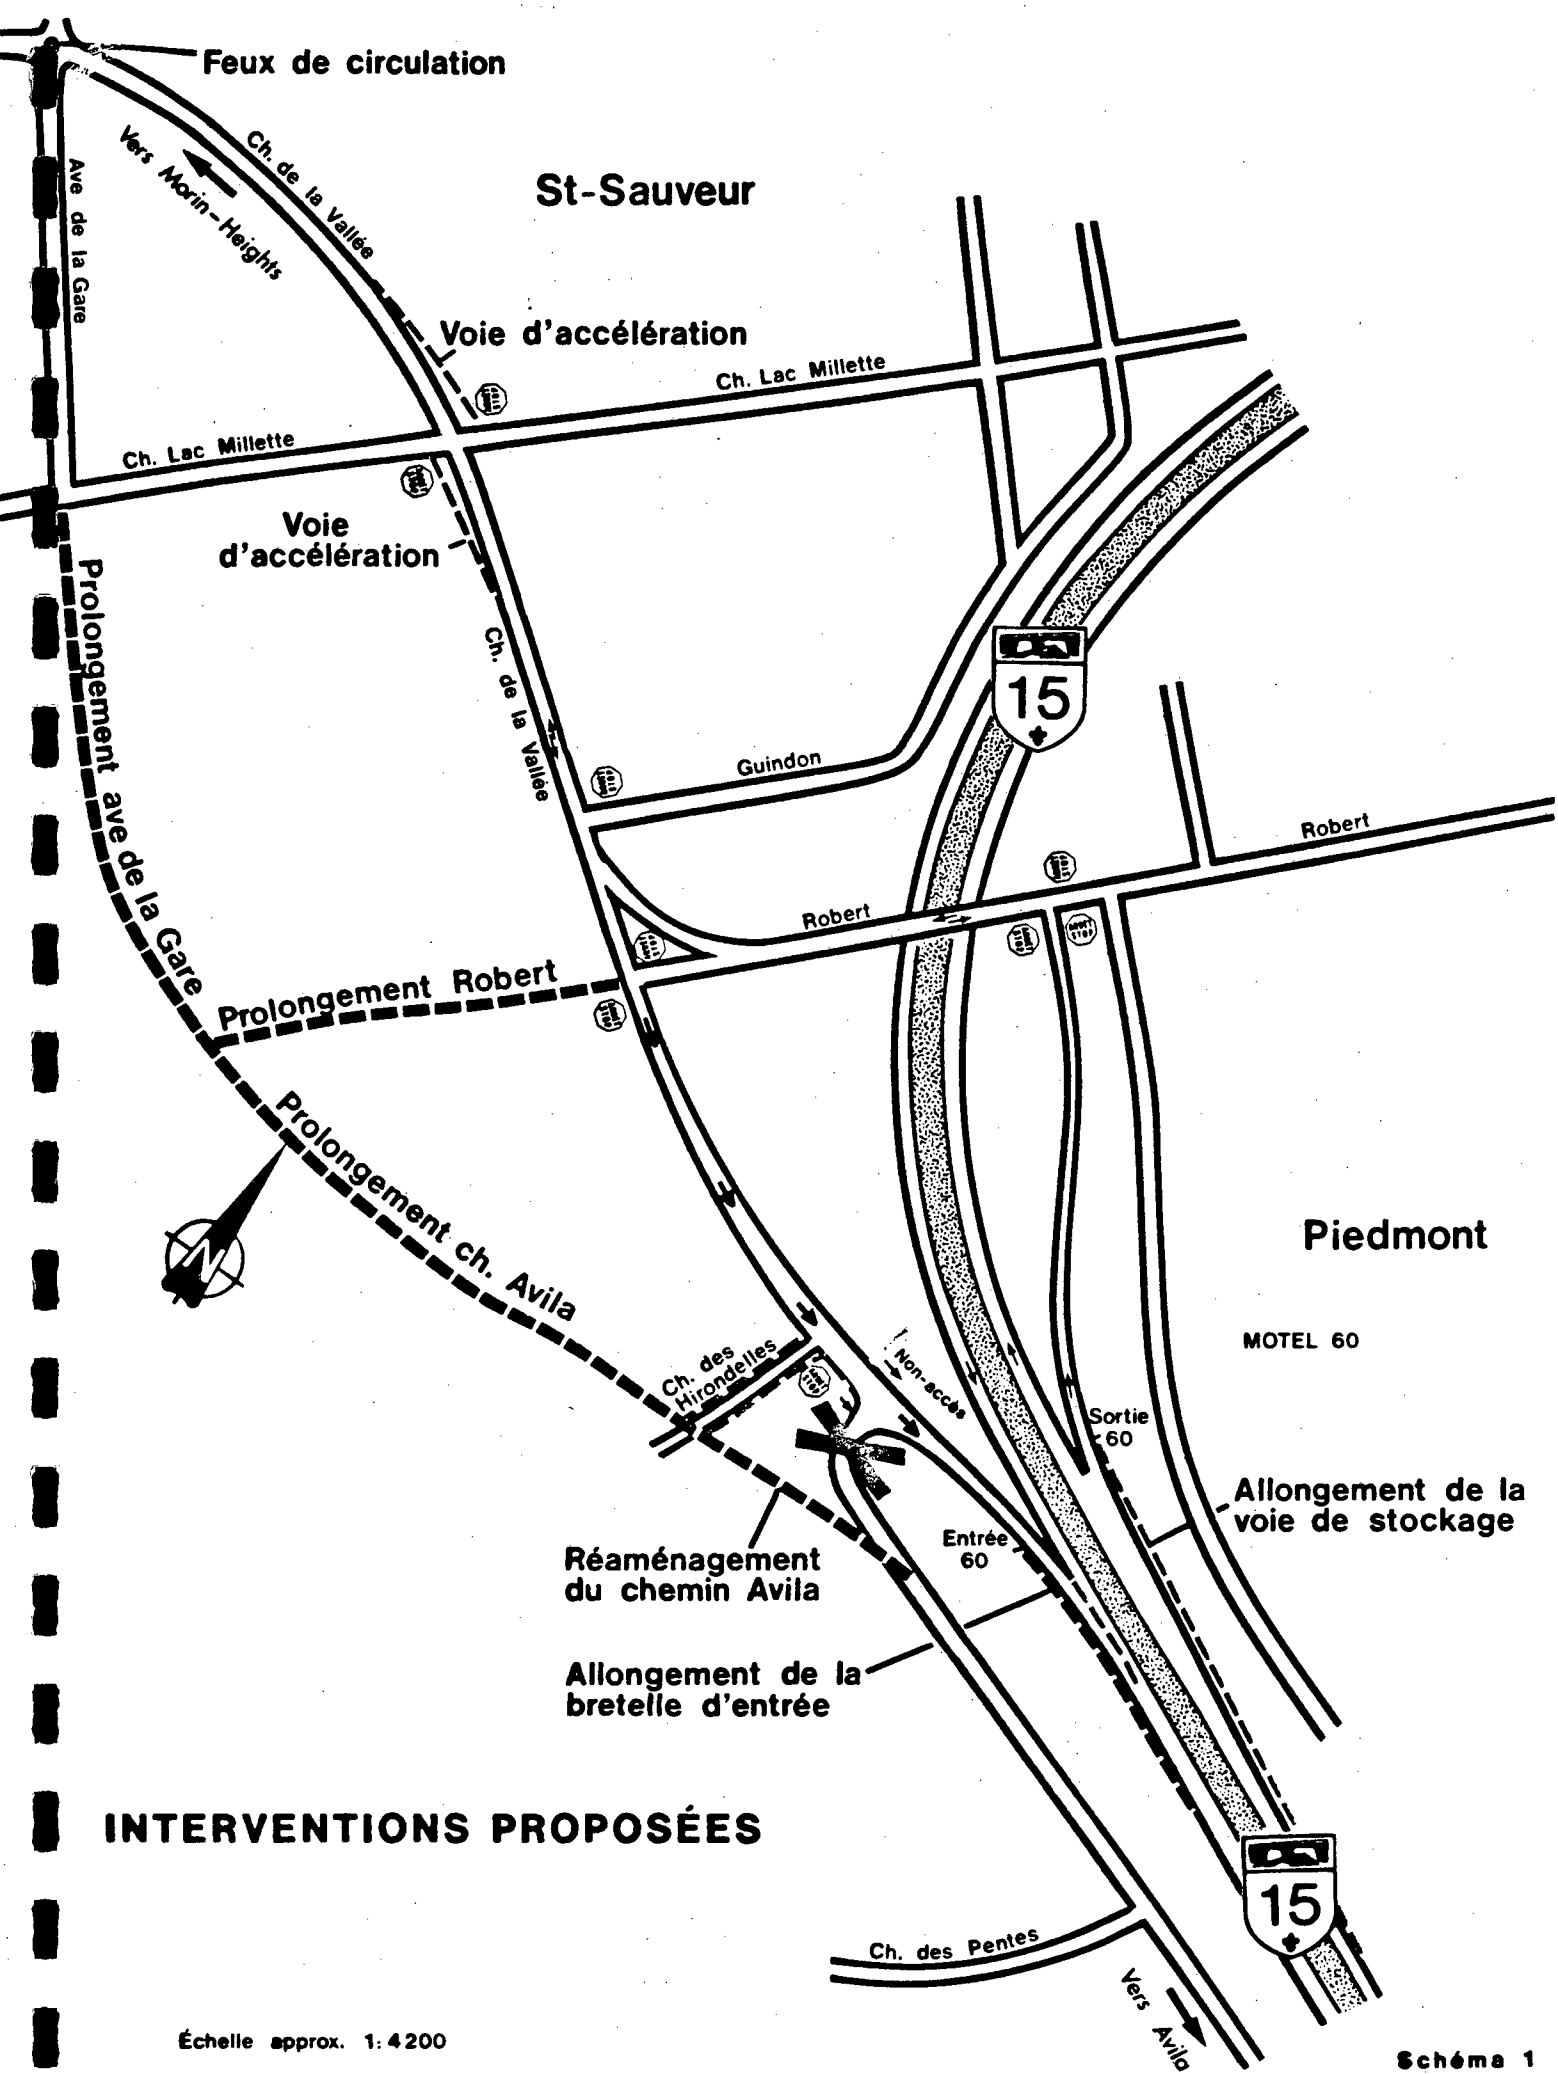 Feux de circulation
Ch. de la Vallée
Vers Morin-Heights
Ave de la Gare
St-Sauveur
Voie d'accélération
Ch. Lac Millette
Ch. Lac Millette
Voie
d'accélération
Ch. de la Vallée
Prolongement ave de la Gare
15
Guindon
Robert
Robert
Prolongement Robert
ARRÊT
STOP
Prolongement ch. Avila
N
Piedmont
MOTEL 60
Ch. des
Hirondelles
Non-accès
Sortie
60
Allongement de la
voie de stockage
Entrée
60
Réaménagement
du chemin Avila
Allongement de la
bretelle d'entrée
INTERVENTIONS PROPOSÉES
15
Ch. des Pentes
Vers Avila
Échelle approx. 1:4200
Schéma 1